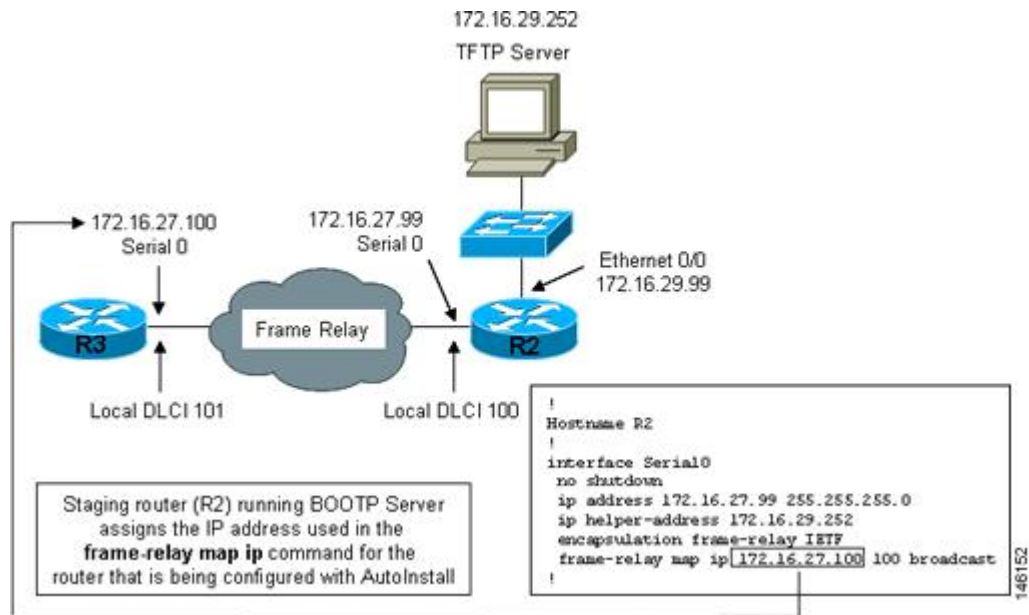 172.16.29.252
TFTP Server
172.16.27.100
Serial 0
172.16.27.99
Serial 0
Ethernet 0/0
172.16.29.99
R3
Frame Relay
R2
Local DLCI 101
Local DLCI 100
Staging router (R2) running BOOTP Server
assigns the IP address used in the
frame-relay map ip command for the
router that is being configured with AutoInstall
!
Hostname R2
!
interface Serial0
no shutdown
ip address 172.16.27.99 255.255.255.0
ip helper-address 172.16.29.252
encapsulation frame-relay IETF
frame-relay map ip 172.16.27.100 100 broadcast
!
146152